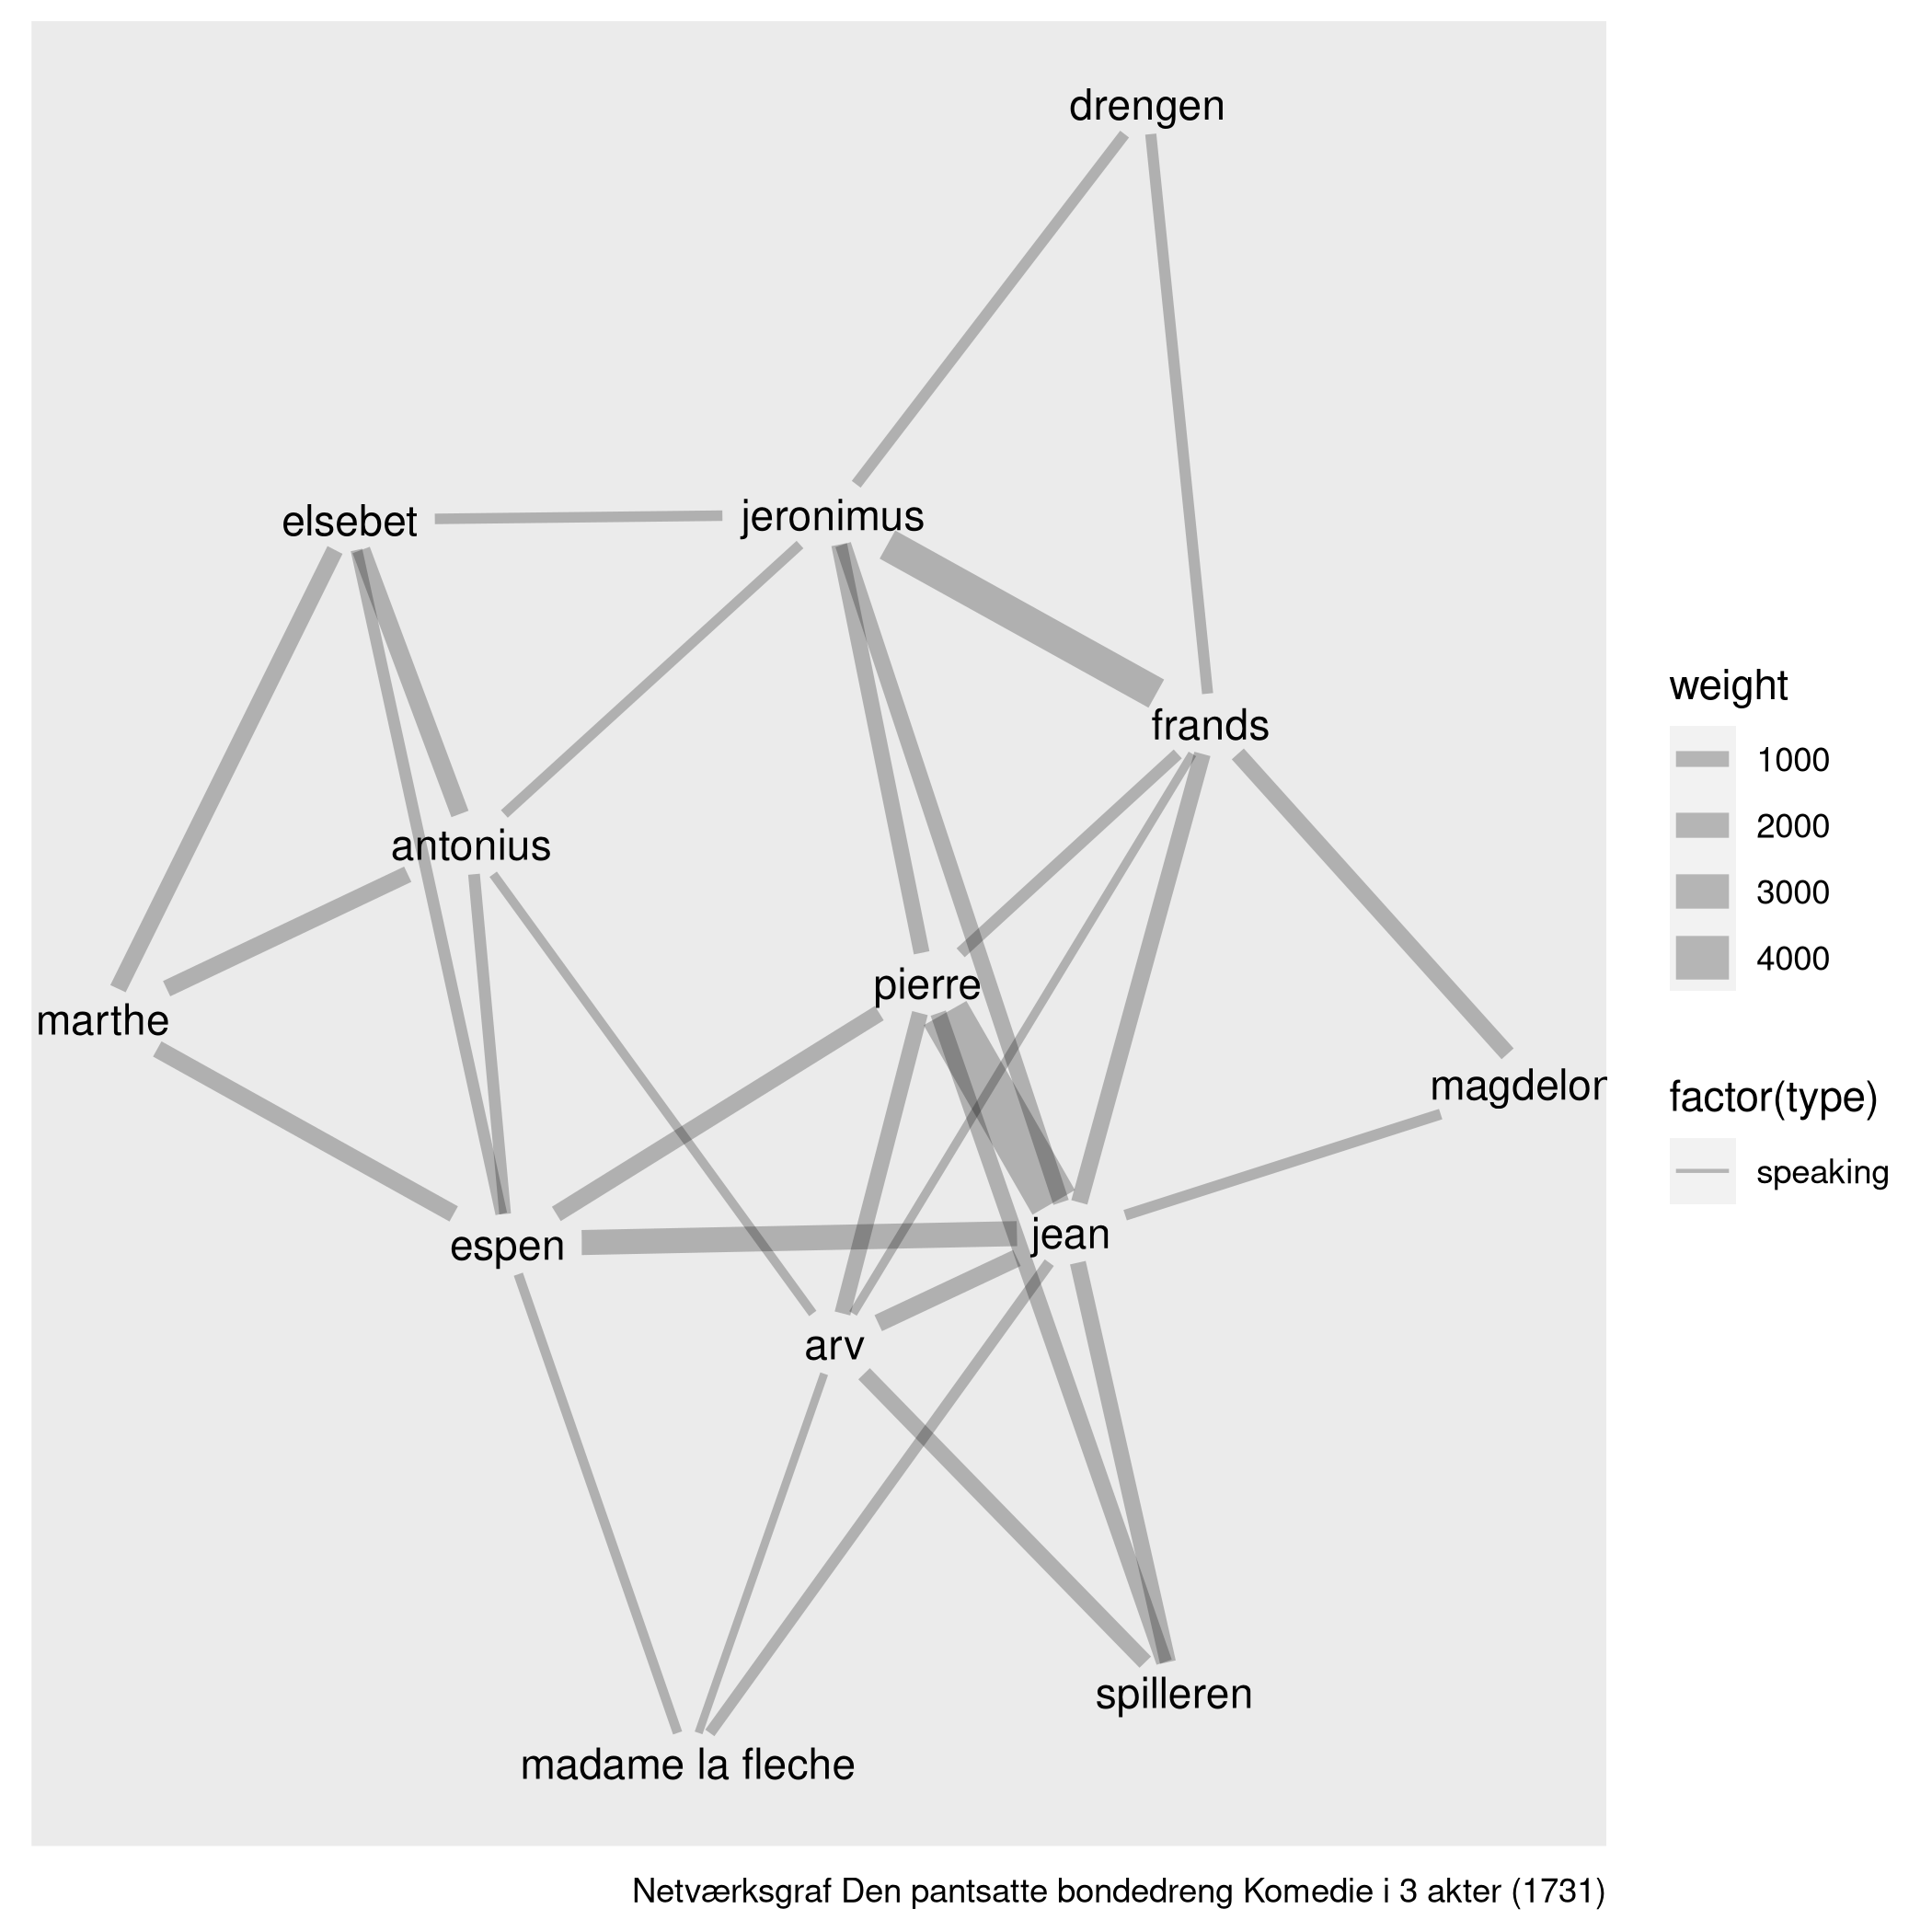 drengen
elsebet
jeronimus
frands
antonius
pierre
marthe
magdelor
espen
jean
arv
spilleren
madame la fleche
weight
1000
2000
3000
4000
factor(type)
speaking
Netværksgraf Den pantsatte bondedreng Komedie i 3 akter (1731)